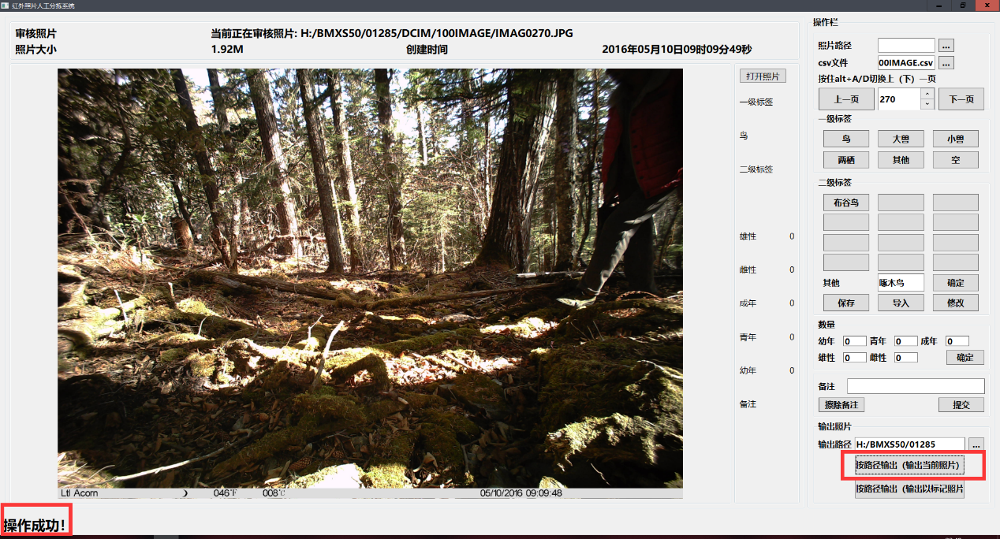 红外照片人工分拣系统
审核照片 当前正在审核照片: H:/BMXS50/01285/DCIM/100IMAGE/IMAG0270.JPG
照片大小 1.92M 创建时间 2016年05月10日09时09分49秒
打开照片
一级标签
鸟
二级标签
雄性 0
雌性 0
成年 0
青年 0
幼年 0
备注
Ltl Acorn 046℉ 008℃ 05/10/2016 09:09:48
操作栏
照片路径 ...
csv文件 00IMAGE.csv ...
按住alt+A/D切换上（下）一页
上一页 270 下一页
一级标签
鸟 大兽 小兽
两栖 其他 空
二级标签
布谷鸟
其他 啄木鸟 确定
保存 导入 修改
数量
幼年 0 青年 0 成年 0
雄性 0 雌性 0 确定
备注
擦除备注 提交
输出照片
输出路径 H:/BMXS50/01285 ...
按路径输出（输出当前照片）
按路径输出（输出以标记照片
操作成功!